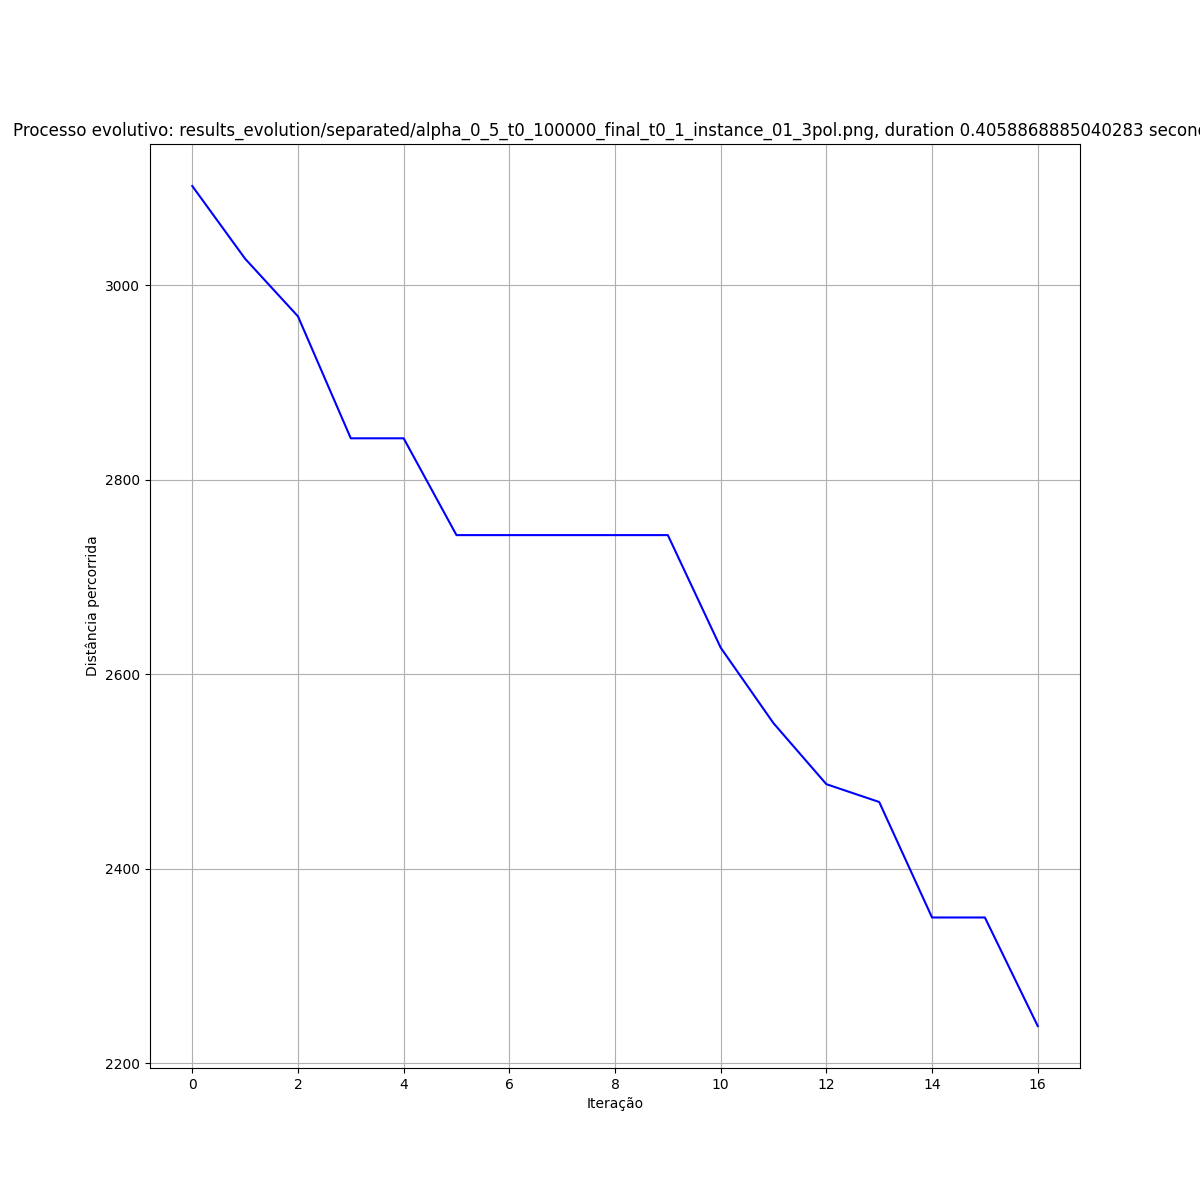 Processo evolutivo: results_evolution/separated/alpha_0_5_t0_100000_final_t0_1_instance_01_3pol.png, duration 0.4058868885040283
Distância percorrida
3000
2800
2600
2400
2200
0 2 4 6 8 10 12 14 16
Iteração